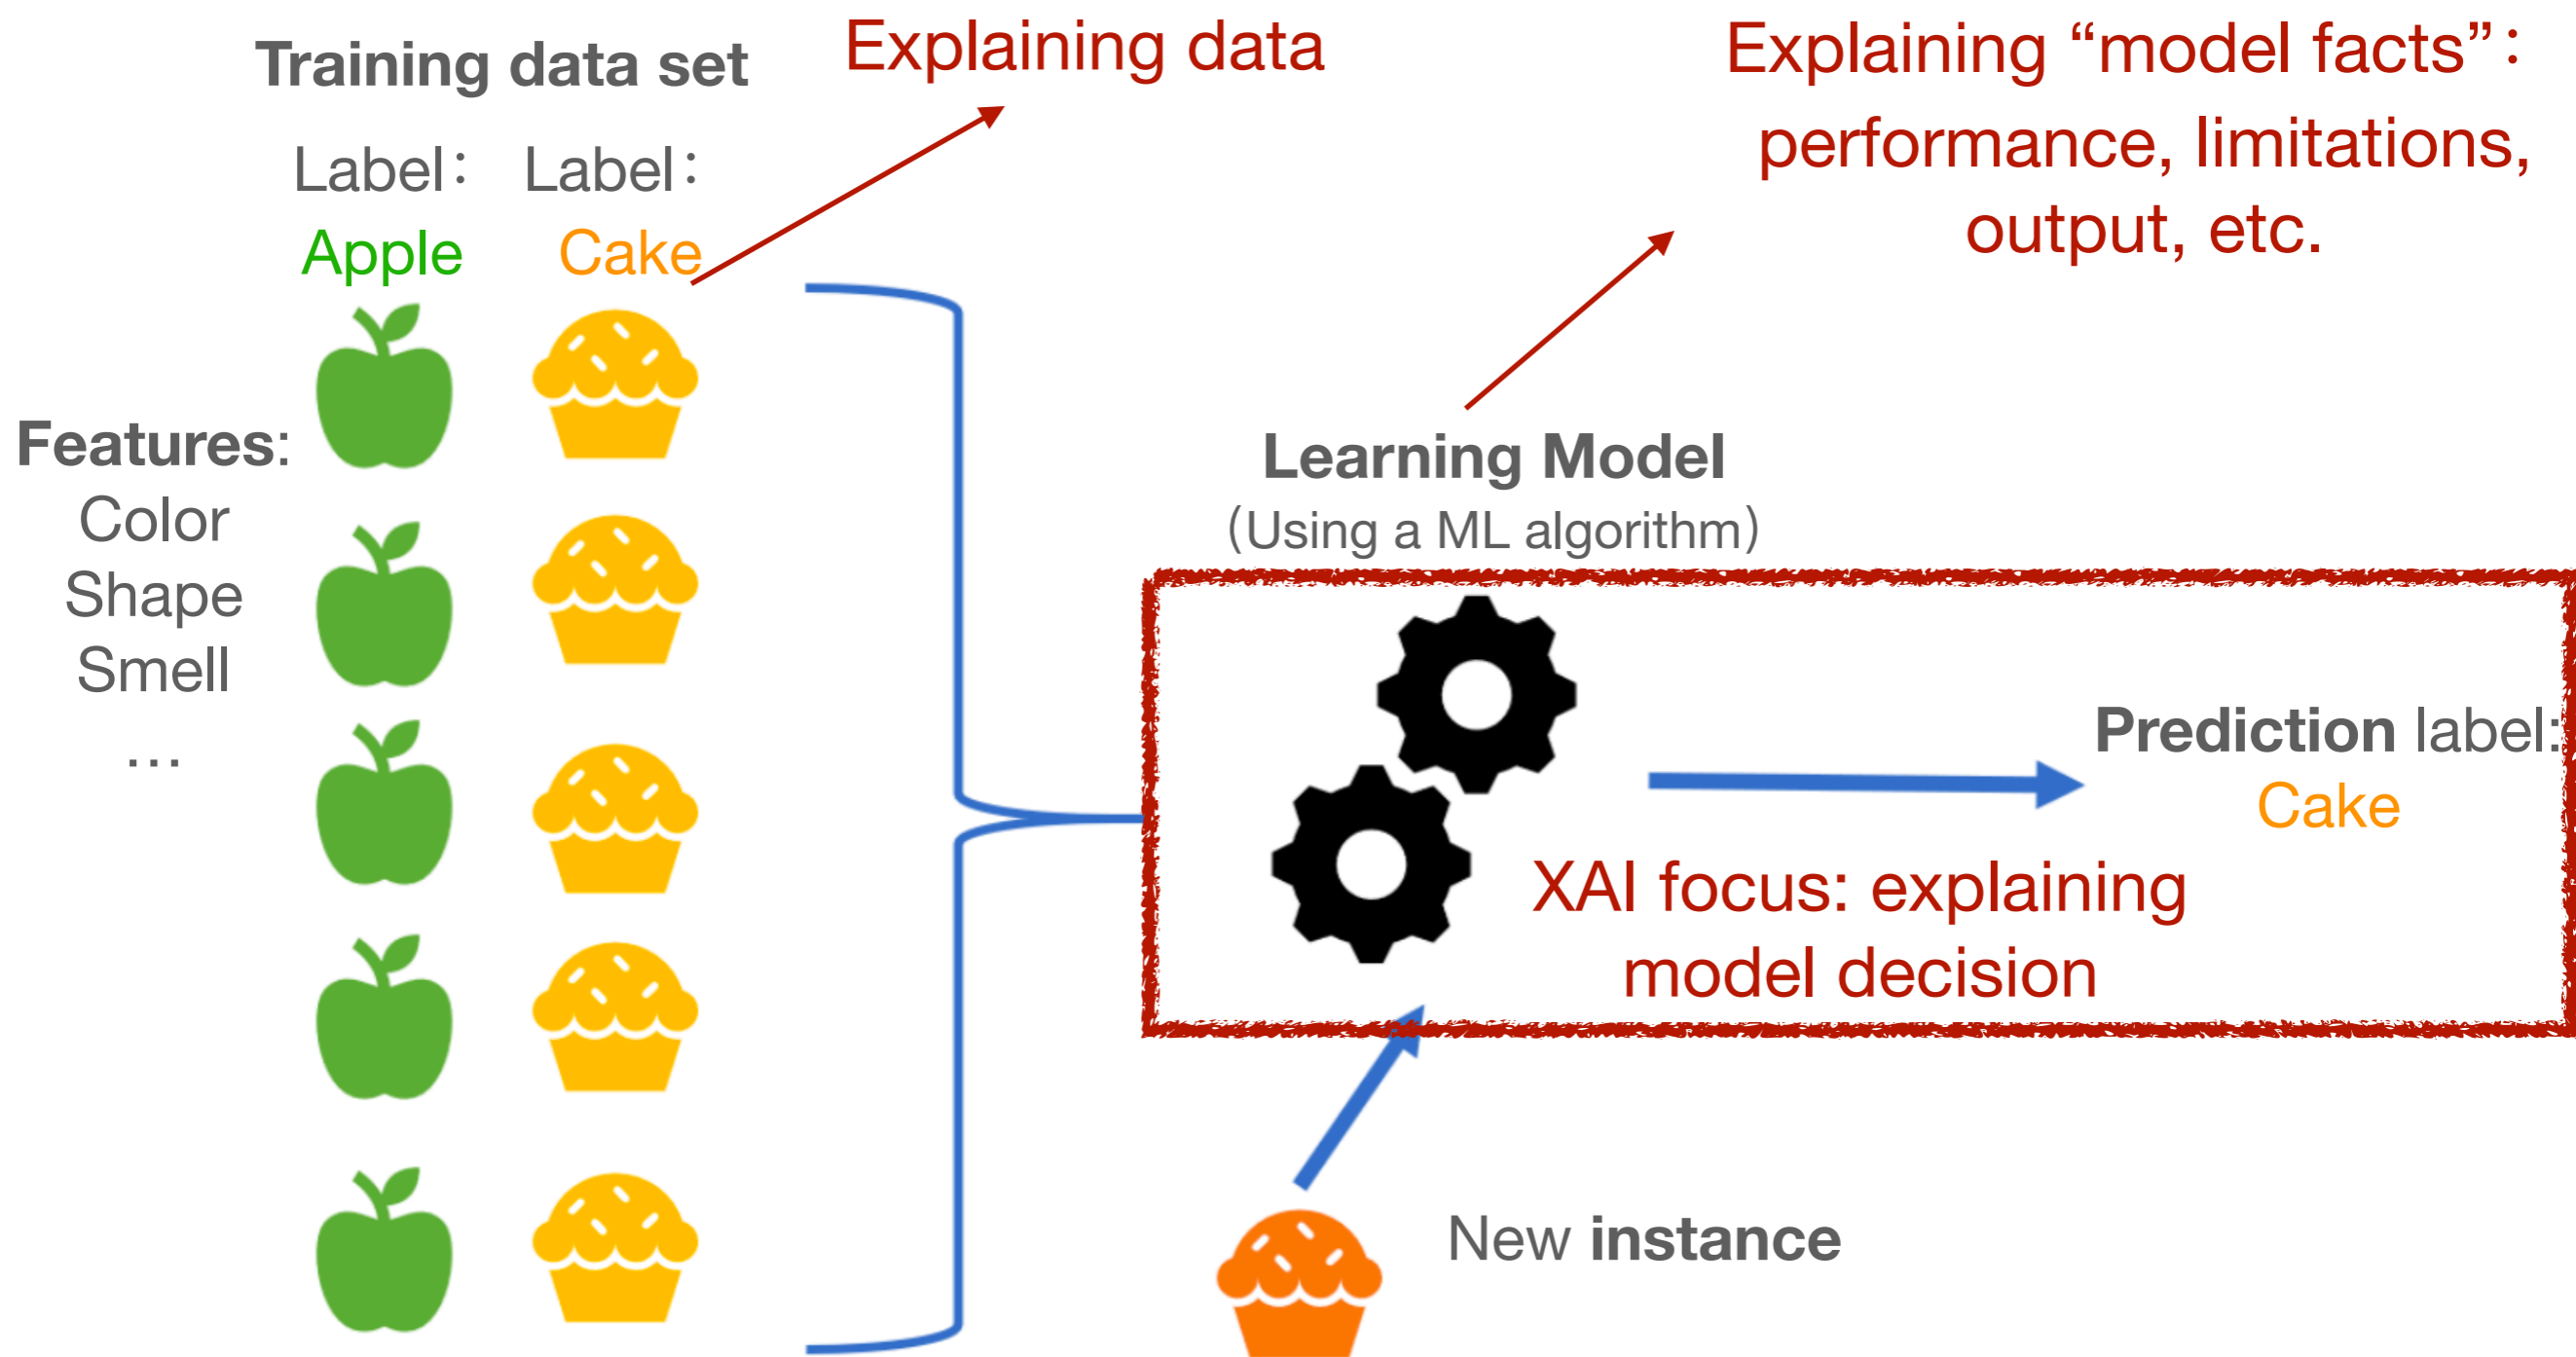 Training data set
Explaining data
Explaining “model facts”:
performance, limitations,
output, etc.
Label: Label:
Apple Cake
Features:
Color
Shape
Smell
...
Learning Model
(Using a ML algorithm)
Prediction label:
Cake
XAI focus: explaining
model decision
New instance